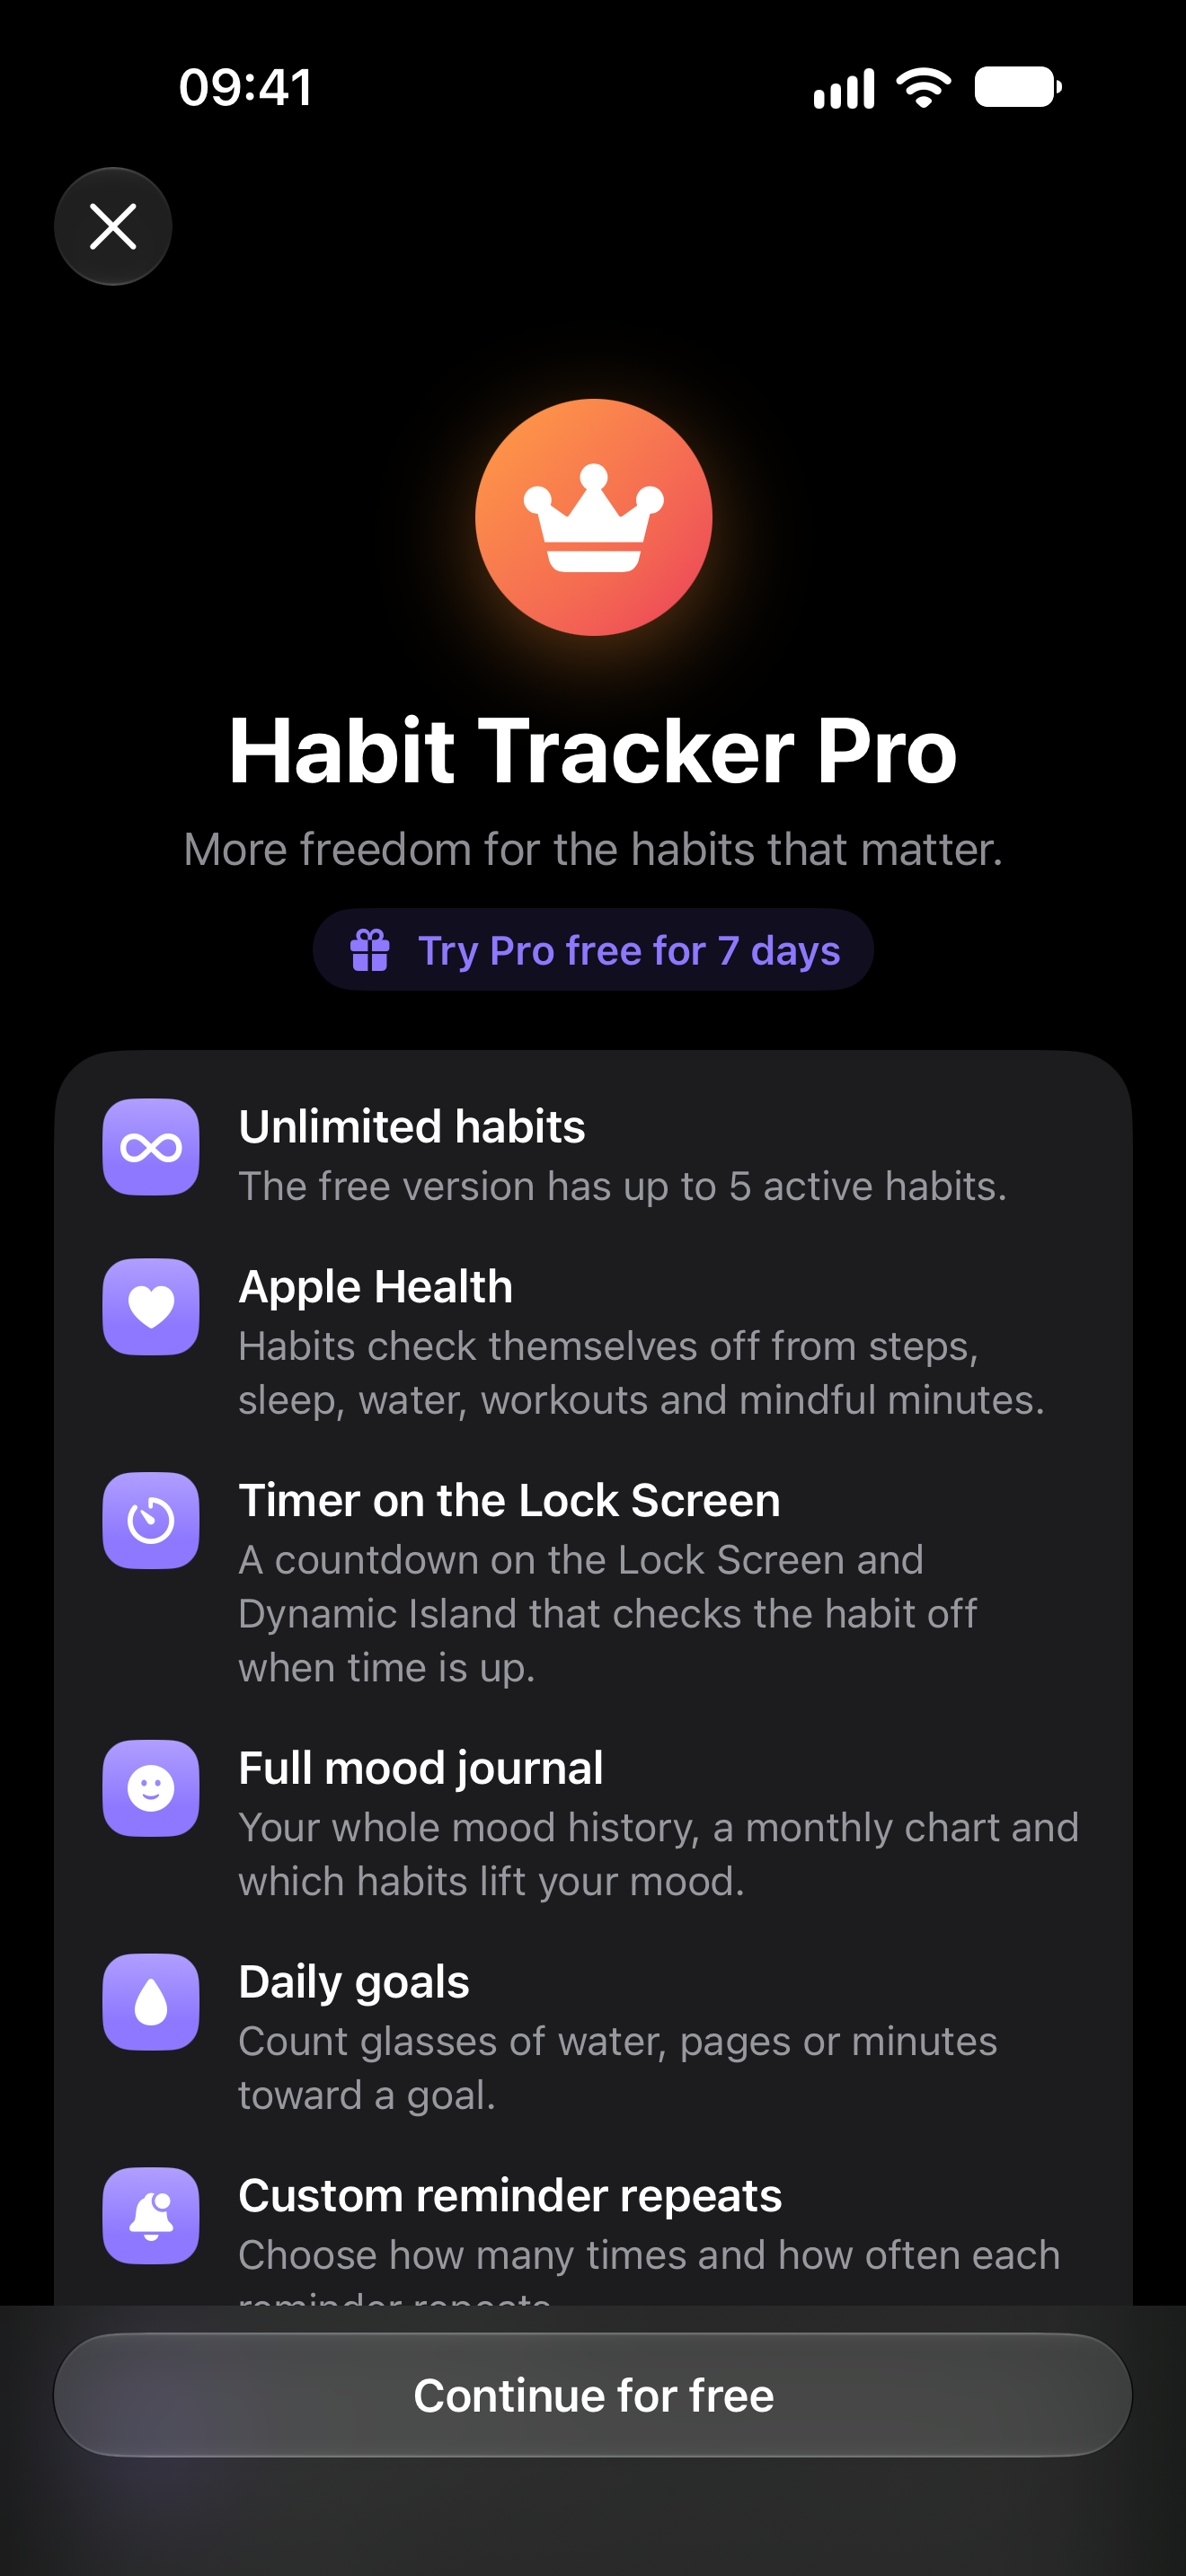 09:41
Habit Tracker Pro
More freedom for the habits that matter.
Try Pro free for 7 days
Unlimited habits
The free version has up to 5 active habits.
Apple Health
Habits check themselves off from steps,
sleep, water, workouts and mindful minutes.
Timer on the Lock Screen
A countdown on the Lock Screen and
Dynamic Island that checks the habit off
when time is up.
Full mood journal
Your whole mood history, a monthly chart and
which habits lift your mood.
Daily goals
Count glasses of water, pages or minutes
toward a goal.
Custom reminder repeats
Choose how many times and how often each
reminder repeats.
Continue for free